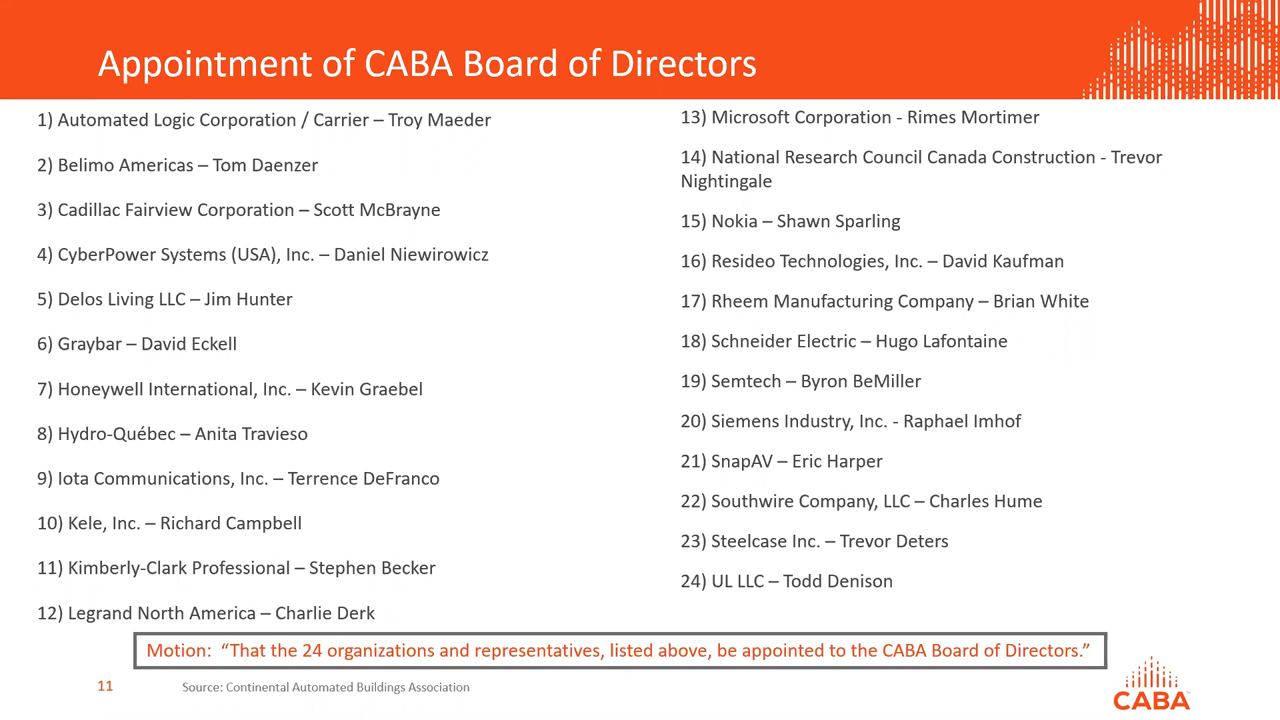 Appointment of CABA Board of Directors
1) Automated Logic Corporation / Carrier – Troy Maeder
2) Belimo Americas – Tom Daenzer
3) Cadillac Fairview Corporation – Scott McBrayne
4) CyberPower Systems (USA), Inc. – Daniel Niewirowicz
5) Delos Living LLC – Jim Hunter
6) Graybar – David Eckell
7) Honeywell International, Inc. – Kevin Graebel
8) Hydro-Québec – Anita Travieso
9) Iota Communications, Inc. – Terrence DeFranco
10) Kele, Inc. – Richard Campbell
11) Kimberly-Clark Professional – Stephen Becker
12) Legrand North America – Charlie Derk
13) Microsoft Corporation - Rimes Mortimer
14) National Research Council Canada Construction - Trevor
Nightingale
15) Nokia – Shawn Sparling
16) Resideo Technologies, Inc. – David Kaufman
17) Rheem Manufacturing Company – Brian White
18) Schneider Electric – Hugo Lafontaine
19) Semtech – Byron BeMiller
20) Siemens Industry, Inc. - Raphael Imhof
21) SnapAV – Eric Harper
22) Southwire Company, LLC – Charles Hume
23) Steelcase Inc. – Trevor Deters
24) UL LLC – Todd Denison
Motion: “That the 24 organizations and representatives, listed above, be appointed to the CABA Board of Directors.”
11
Source: Continental Automated Buildings Association
CABA